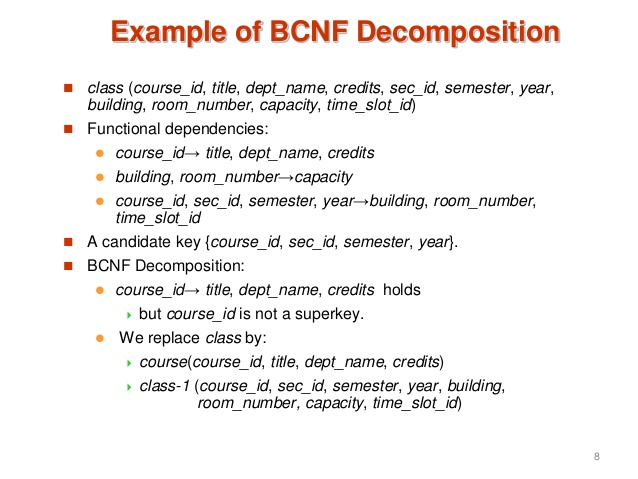 Example of BCNF Decomposition
class (course_id, title, dept_name, credits, sec_id, semester, year,
building, room_number, capacity, time_slot_id)
Functional dependencies:
course_id→ title, dept_name, credits
building, room_number→capacity
course_id, sec_id, semester, year→building, room_number,
time_slot_id
A candidate key {course_id, sec_id, semester, year}.
BCNF Decomposition:
course_id→ title, dept_name, credits holds
but course_id is not a superkey.
We replace class by:
course(course_id, title, dept_name, credits)
class-1 (course_id, sec_id, semester, year, building,
room_number, capacity, time_slot_id)
8